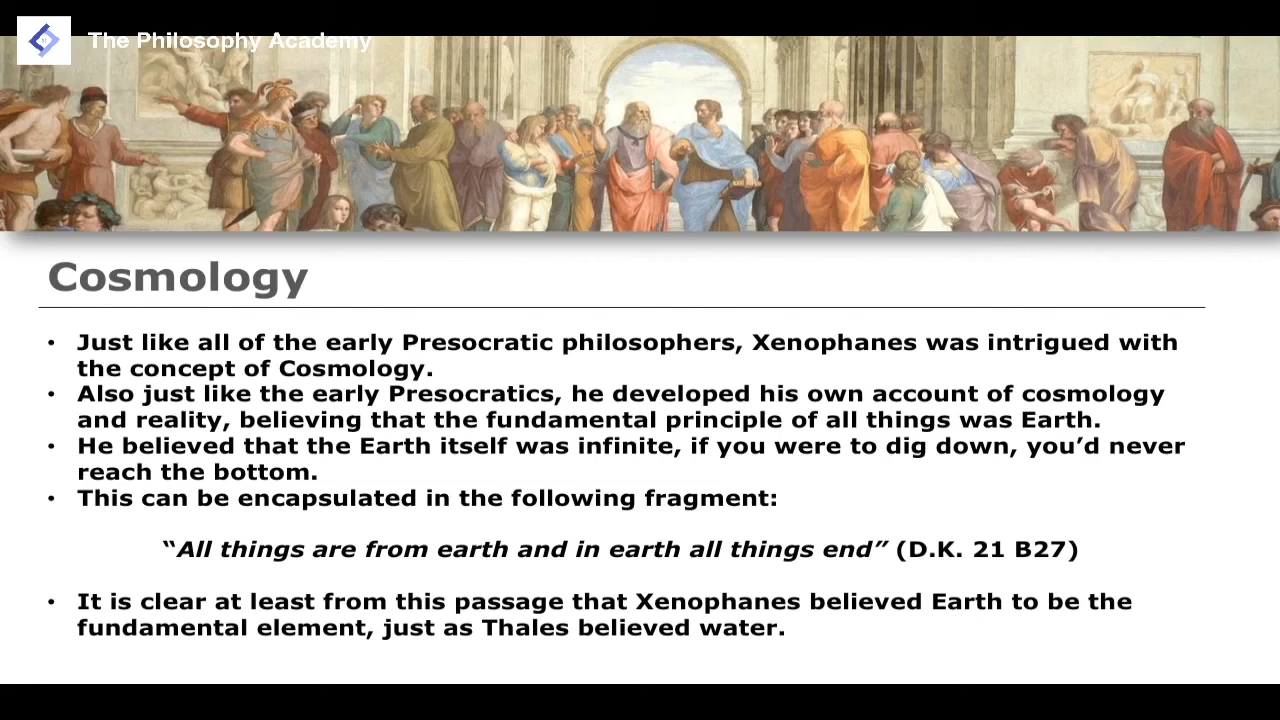 The Philosophy Academy
Cosmology
• Just like all of the early Presocratic philosophers, Xenophanes was intrigued with
the concept of Cosmology.
• Also just like the early Presocratics, he developed his own account of cosmology
and reality, believing that the fundamental principle of all things was Earth.
• He believed that the Earth itself was infinite, if you were to dig down, you’d never
reach the bottom.
• This can be encapsulated in the following fragment:
“All things are from earth and in earth all things end” (D.K. 21 B27)
• It is clear at least from this passage that Xenophanes believed Earth to be the
fundamental element, just as Thales believed water.